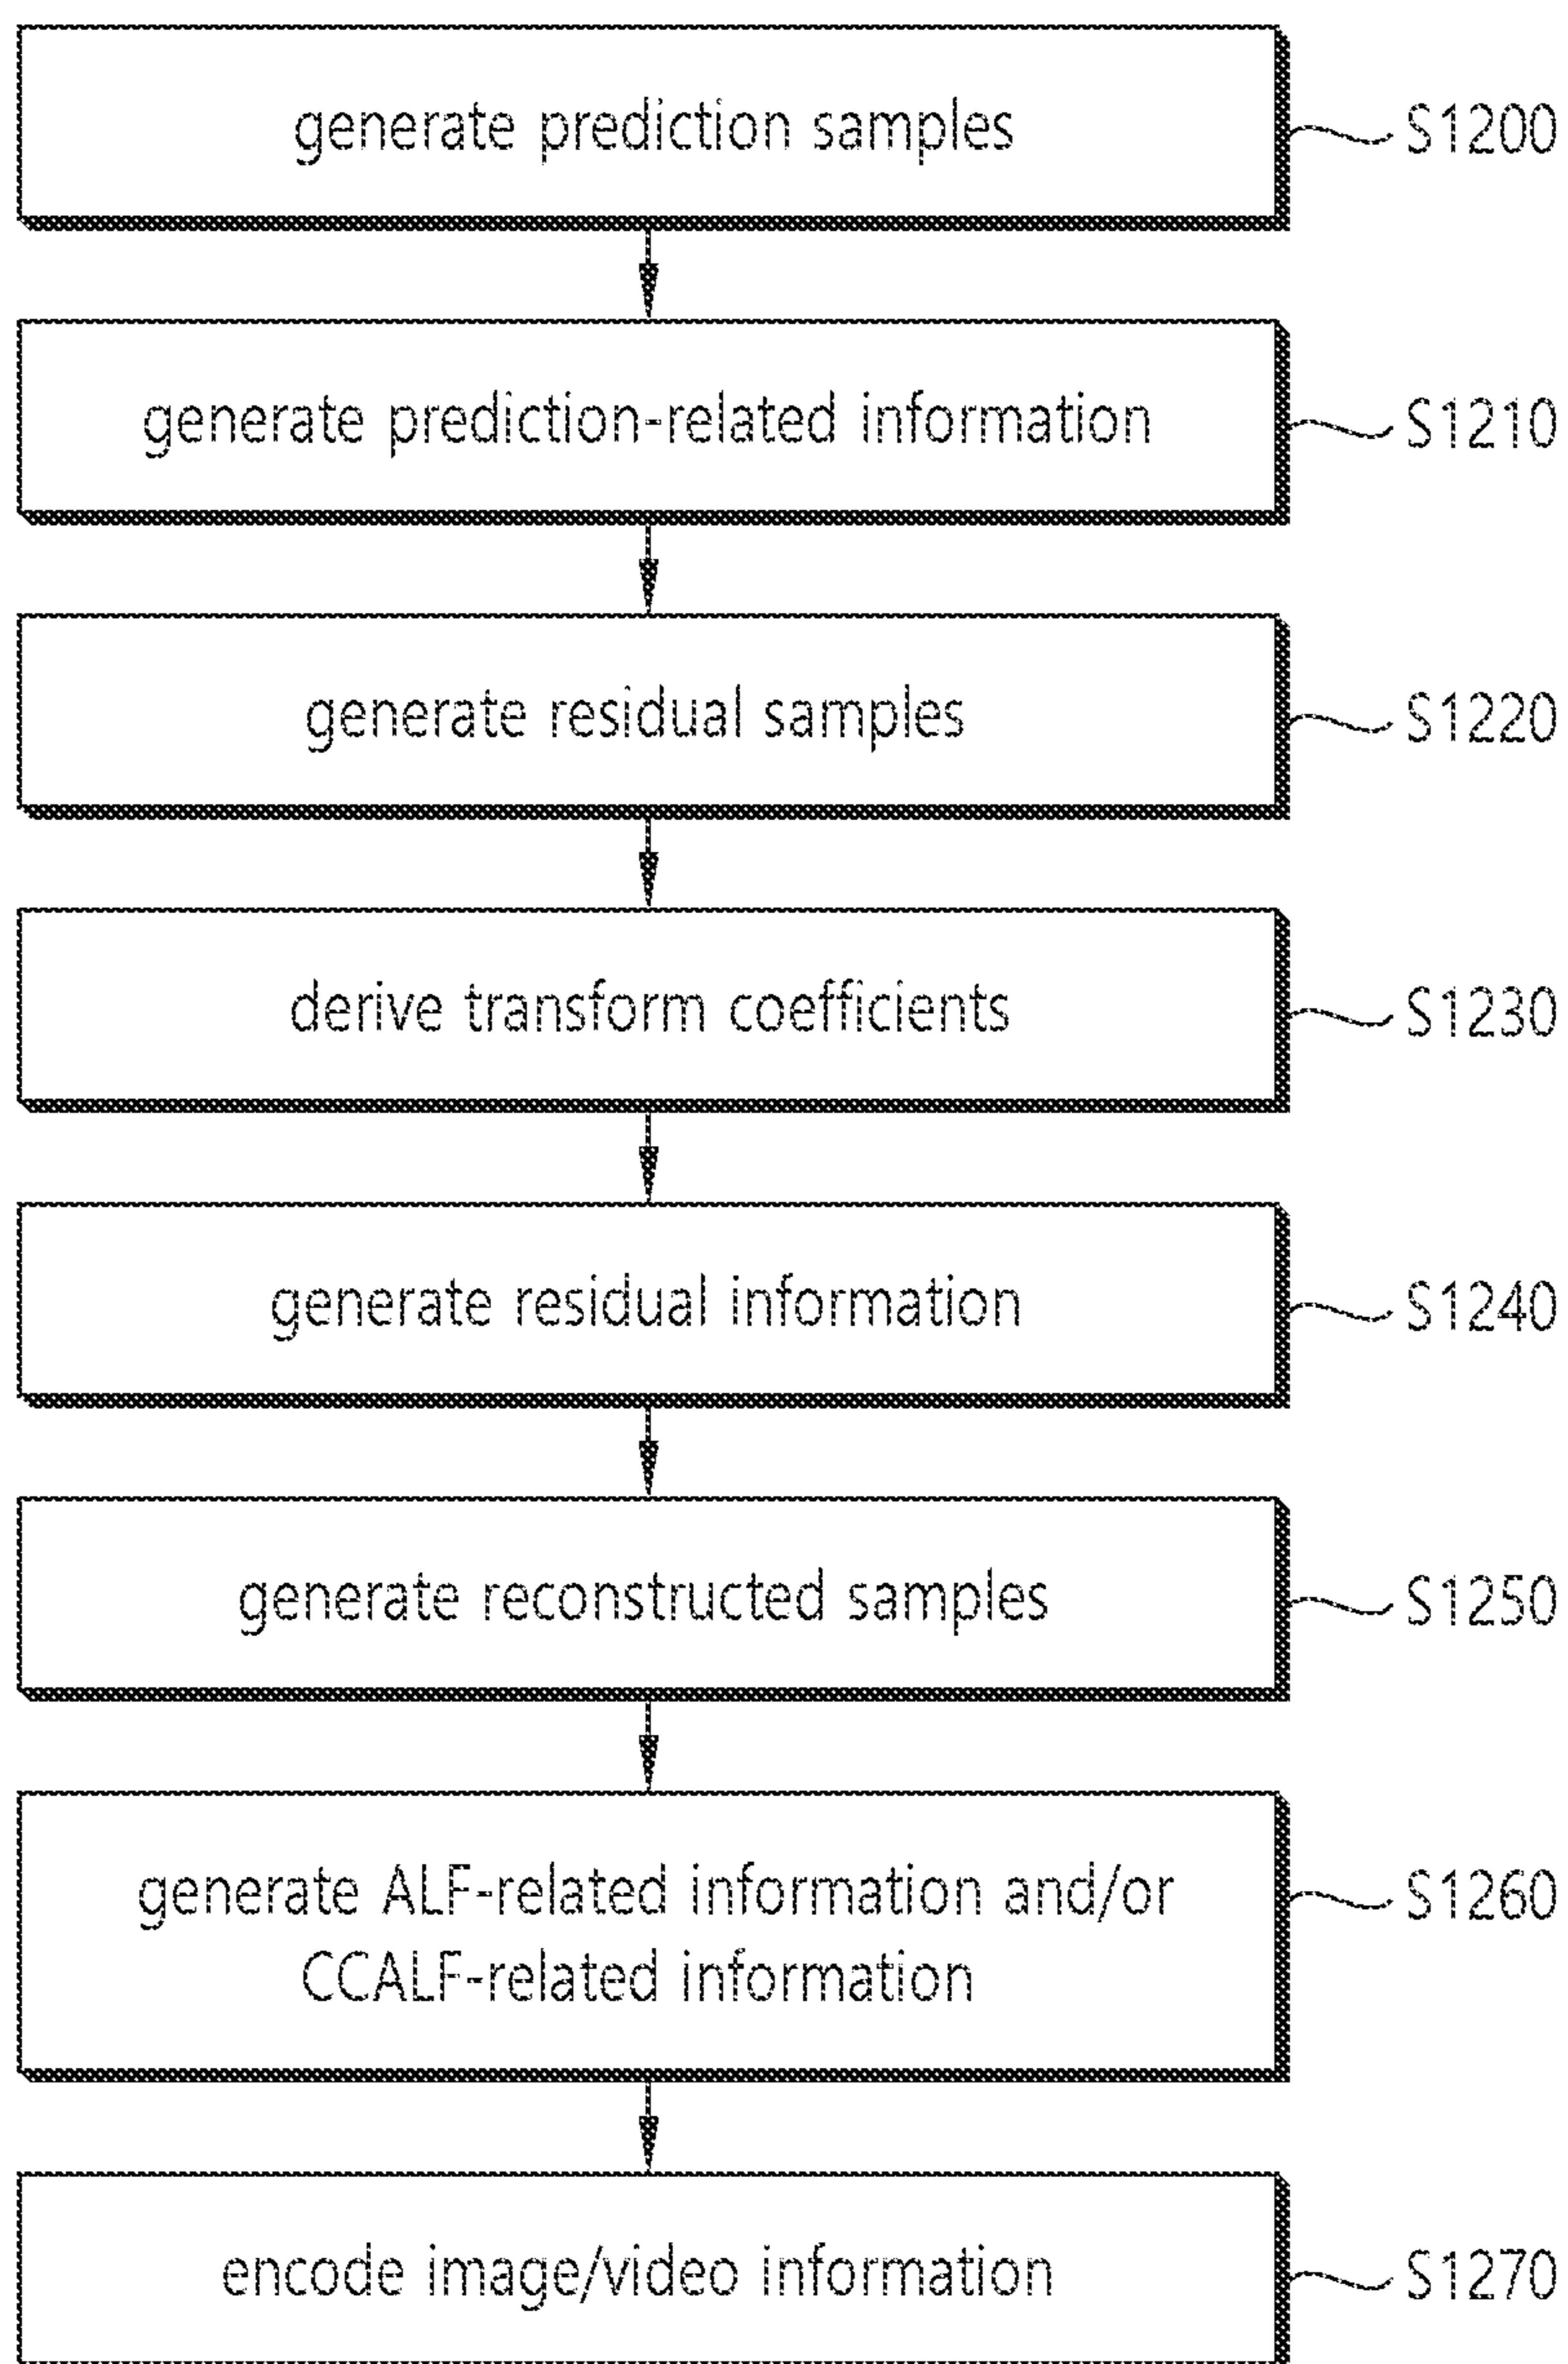 generate prediction samples
S1200
generate prediction-related information
S1210
generate residual samples
S1220
derive transform coefficients
S1230
generate residual information
S1240
generate reconstructed samples
S1250
generate ALF-related information and/or
CCALF-related information
S1260
encode image/video information
S1270